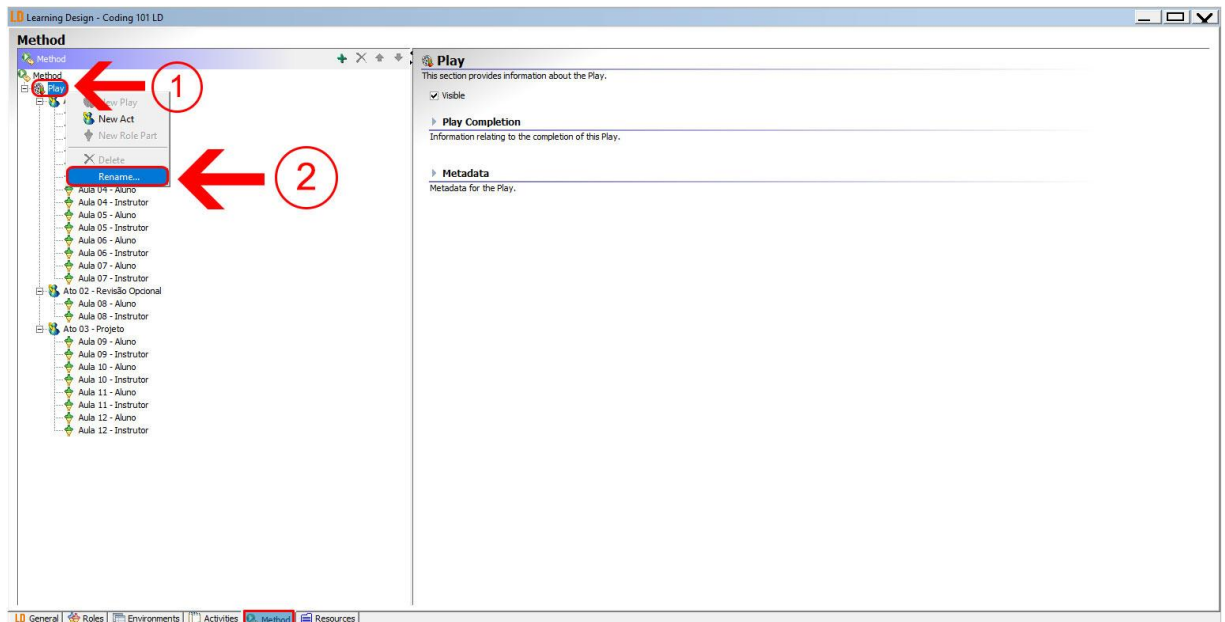 LD Learning Design - Coding 101 LD
Method
Method
Method
Play
1
New Play
New Act
New Role Part
Delete
Rename...
2
Aula 04 - Aluno
Aula 04 - Instrutor
Aula 05 - Aluno
Aula 05 - Instrutor
Aula 06 - Aluno
Aula 06 - Instrutor
Aula 07 - Aluno
Aula 07 - Instrutor
Ato 02 - Revisão Opcional
Aula 08 - Aluno
Aula 08 - Instrutor
Ato 03 - Projeto
Aula 09 - Aluno
Aula 09 - Instrutor
Aula 10 - Aluno
Aula 10 - Instrutor
Aula 11 - Aluno
Aula 11 - Instrutor
Aula 12 - Aluno
Aula 12 - Instrutor
Play
This section provides information about the Play.
Visible
Play Completion
Information relating to the completion of this Play.
Metadata
Metadata for the Play.
LD General Roles Environments Activities Method Resources